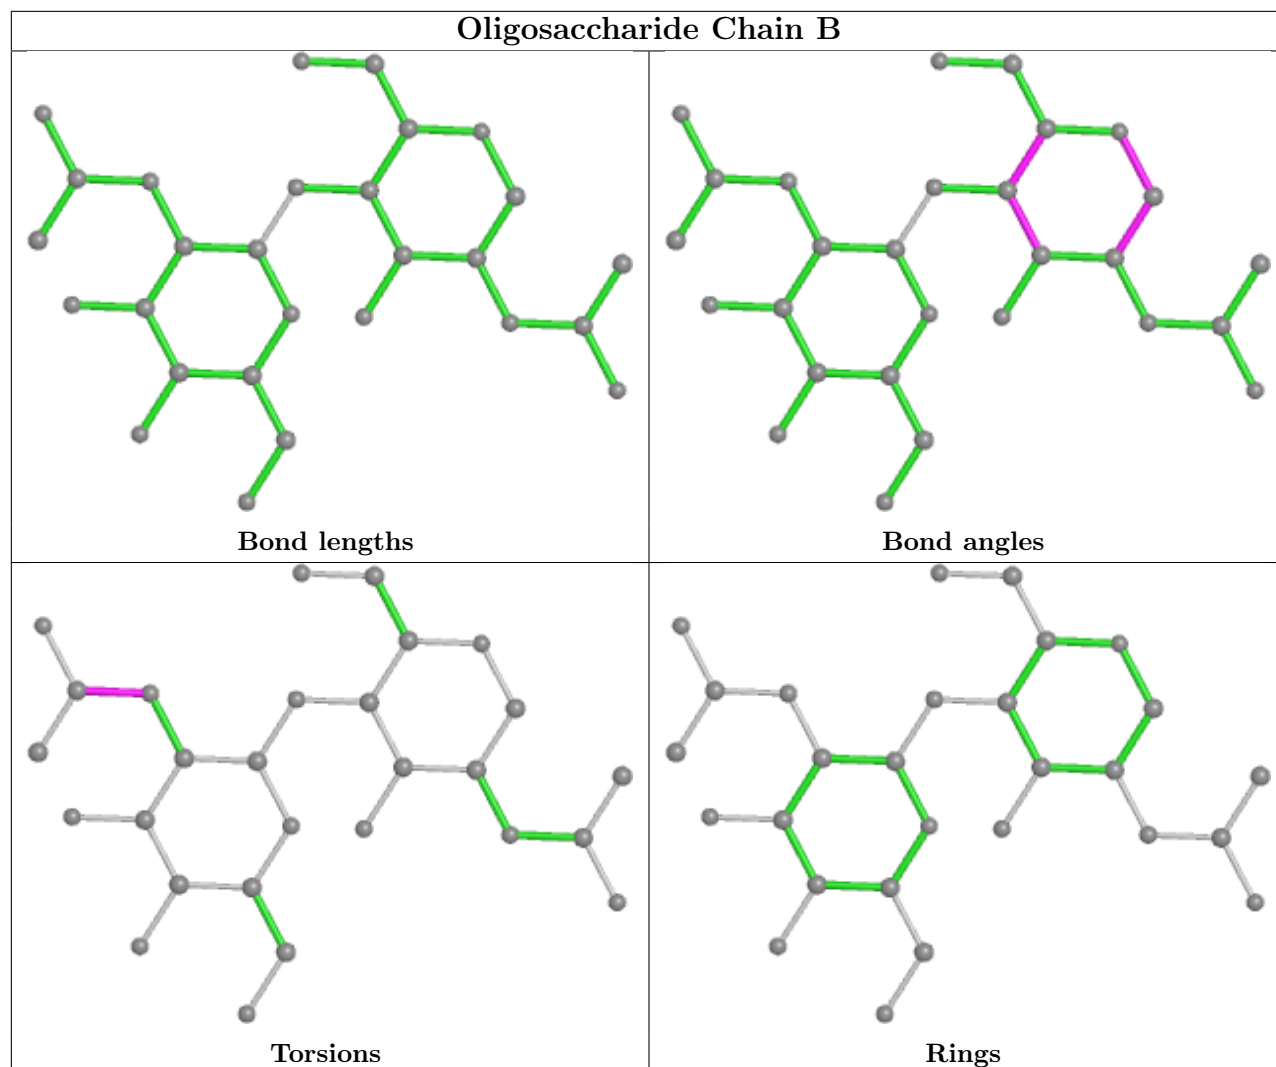 Oligosaccharide Chain B
Bond lengths
Bond angles
Torsions
Rings